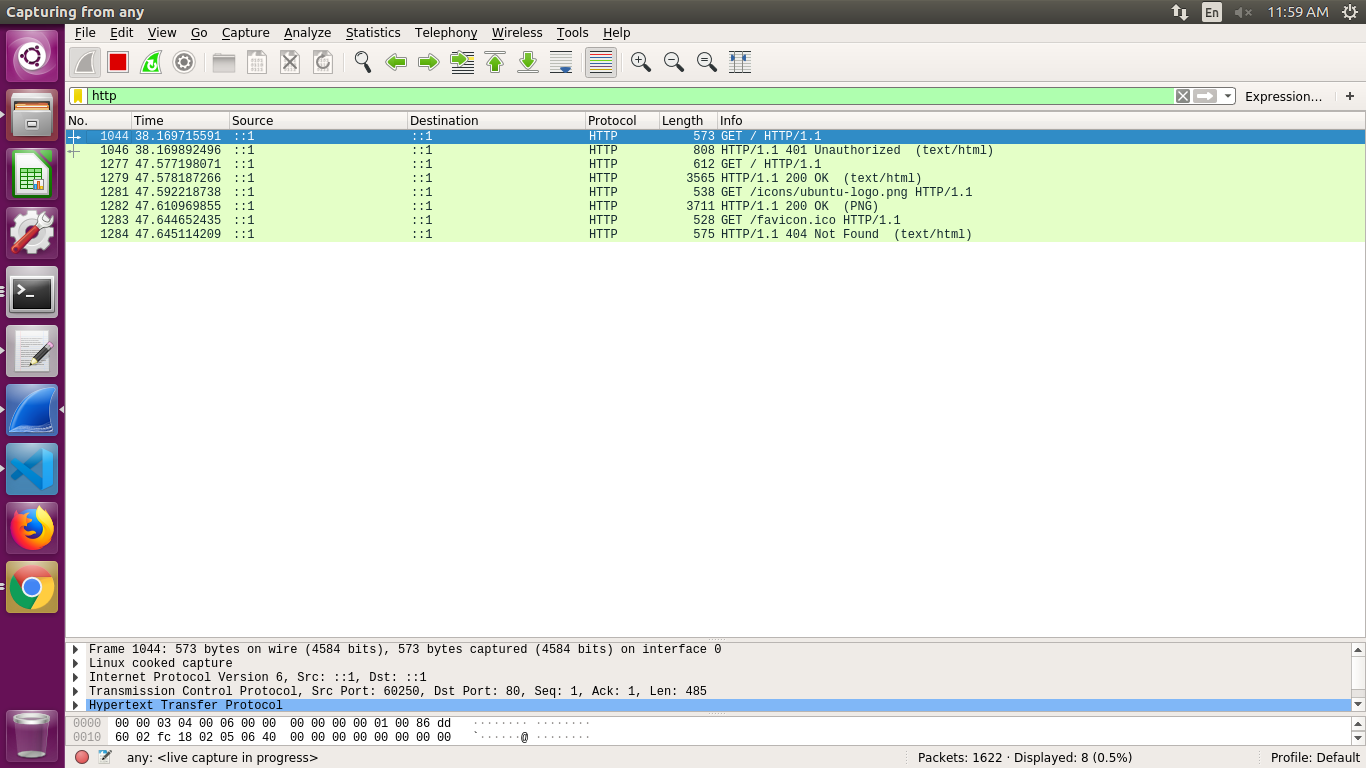 Capturing from any
En
11:59 AM
File Edit View Go Capture Analyze Statistics Telephony Wireless Tools Help
http
Expression… +
No. Time Source Destination Protocol Length Info
1044 38.169715591 ::1 ::1 HTTP 573 GET / HTTP/1.1
1046 38.169892496 ::1 ::1 HTTP 808 HTTP/1.1 401 Unauthorized (text/html)
1277 47.577198071 ::1 ::1 HTTP 612 GET / HTTP/1.1
1279 47.578187266 ::1 ::1 HTTP 3565 HTTP/1.1 200 OK (text/html)
1281 47.592218738 ::1 ::1 HTTP 538 GET /icons/ubuntu-logo.png HTTP/1.1
1282 47.610969855 ::1 ::1 HTTP 3711 HTTP/1.1 200 OK (PNG)
1283 47.644652435 ::1 ::1 HTTP 528 GET /favicon.ico HTTP/1.1
1284 47.645114209 ::1 ::1 HTTP 575 HTTP/1.1 404 Not Found (text/html)
Frame 1044: 573 bytes on wire (4584 bits), 573 bytes captured (4584 bits) on interface 0
Linux cooked capture
Internet Protocol Version 6, Src: ::1, Dst: ::1
Transmission Control Protocol, Src Port: 60250, Dst Port: 80, Seq: 1, Ack: 1, Len: 485
Hypertext Transfer Protocol
0000 00 00 03 04 00 06 00 00 00 00 00 00 01 00 86 dd ········ ········
0010 60 02 fc 18 02 05 06 40 00 00 00 00 00 00 00 00 `······@ ········
any: <live capture in progress>
Packets: 1622 · Displayed: 8 (0.5%)
Profile: Default